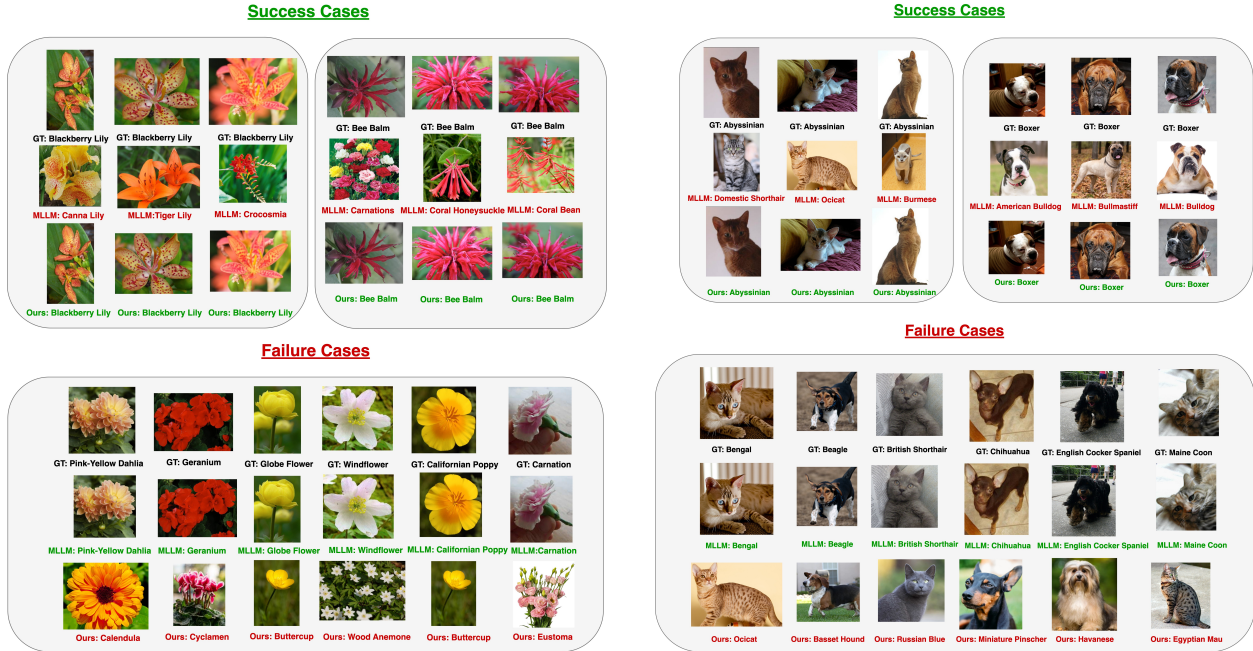 Success Cases
GT: Blackberry Lily GT: Blackberry Lily GT: Blackberry Lily
MLLM: Canna Lily MLLM:Tiger Lily MLLM: Crocosmia
Ours: Blackberry Lily Ours: Blackberry Lily Ours: Blackberry Lily
GT: Bee Balm GT: Bee Balm GT: Bee Balm
MLLM: Carnations MLLM: Coral Honeysuckle MLLM: Coral Bean
Ours: Bee Balm Ours: Bee Balm Ours: Bee Balm
Failure Cases
GT: Pink-Yellow Dahlia GT: Geranium GT: Globe Flower GT: Windflower GT: Californian Poppy GT: Carnation
MLLM: Pink-Yellow Dahlia MLLM: Geranium MLLM: Globe Flower MLLM: Windflower MLLM: Californian Poppy MLLM:Carnation
Ours: Calendula Ours: Cyclamen Ours: Buttercup Ours: Wood Anemone Ours: Buttercup Ours: Eustoma
Success Cases
GT: Abyssinian GT: Abyssinian GT: Abyssinian
MLLM: Domestic Shorthair MLLM: Ocicat MLLM: Burmese
Ours: Abyssinian Ours: Abyssinian Ours: Abyssinian
GT: Boxer GT: Boxer GT: Boxer
MLLM: American Bulldog MLLM: Bullmastiff MLLM: Bulldog
Ours: Boxer Ours: Boxer Ours: Boxer
Failure Cases
GT: Bengal GT: Beagle GT: British Shorthair GT: Chihuahua GT: English Cocker Spaniel GT: Maine Coon
MLLM: Bengal MLLM: Beagle MLLM: British Shorthair MLLM: Chihuahua MLLM: English Cocker Spaniel MLLM: Maine Coon
Ours: Ocicat Ours: Basset Hound Ours: Russian Blue Ours: Miniature Pinscher Ours: Havanese Ours: Egyptian Mau